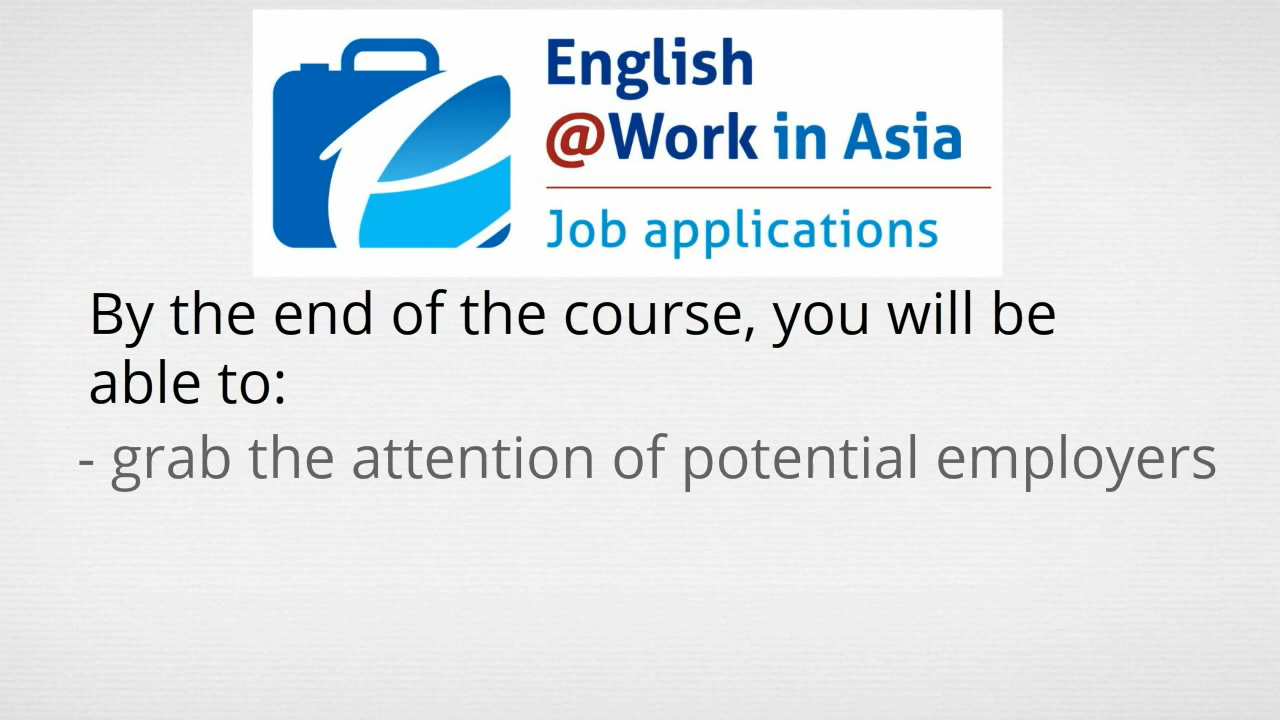 English
@Work in Asia
Job applications
By the end of the course, you will be
able to:
- grab the attention of potential employers